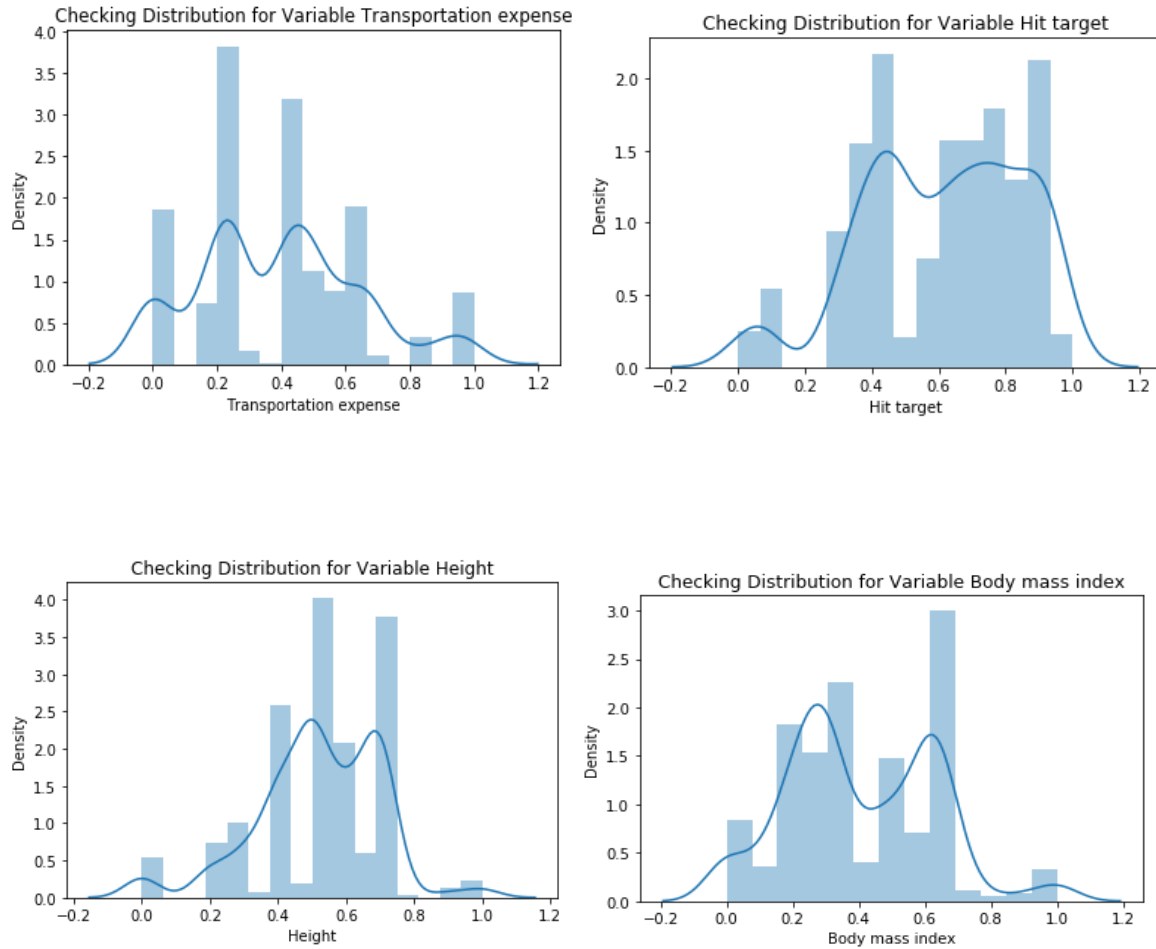 Checking Distribution for Variable Transportation expense
4.0
3.5
3.0
2.5
2.0
1.5
1.0
0.5
0.0
Density
−0.2 0.0 0.2 0.4 0.6 0.8 1.0 1.2
Transportation expense
Checking Distribution for Variable Hit target
2.0
1.5
1.0
0.5
0.0
Density
−0.2 0.0 0.2 0.4 0.6 0.8 1.0 1.2
Hit target
Checking Distribution for Variable Height
4.0
3.5
3.0
2.5
2.0
1.5
1.0
0.5
0.0
Density
−0.2 0.0 0.2 0.4 0.6 0.8 1.0 1.2
Height
Checking Distribution for Variable Body mass index
3.0
2.5
2.0
1.5
1.0
0.5
0.0
Density
−0.2 0.0 0.2 0.4 0.6 0.8 1.0 1.2
Body mass index